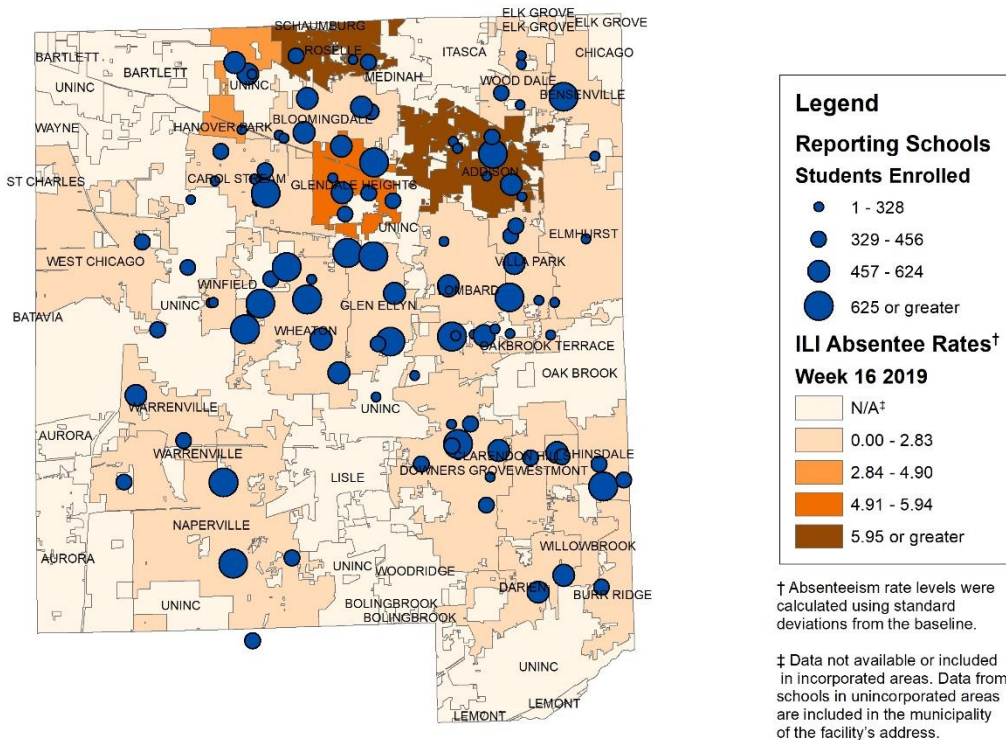 ELK GROVE
ELK GROVE
ELK GROVE
SCHAUMBURG
ROSELLE
ITASCA
CHICAGO
BARTLETT
BARTLETT
MEDINAH
UNINC
UNINC
WOOD DALE
BENSENVILLE
WAYNE
HANOVER PARK
BLOOMINGDALE
ST CHARLES
CAROL STREAM
GLENDALE HEIGHTS
ADDISON
UNINC
ELMHURST
WEST CHICAGO
VILLA PARK
WINFIELD
LOMBARD
BATAVIA
UNINC
GLEN ELLYN
WHEATON
OAKBROOK TERRACE
OAK BROOK
WARRENVILLE
UNINC
AURORA
WARRENVILLE
CLARENDON HILLS
HINSDALE
DOWNERS GROVE
WESTMONT
LISLE
NAPERVILLE
WILLOWBROOK
AURORA
UNINC
WOODRIDGE
DARIEN
BURR RIDGE
UNINC
BOLINGBROOK
BOLINGBROOK
UNINC
LEMONT
LEMONT
Legend
Reporting Schools
Students Enrolled
1 - 328
329 - 456
457 - 624
625 or greater
ILI Absentee Rates†
Week 16 2019
N/A‡
0.00 - 2.83
2.84 - 4.90
4.91 - 5.94
5.95 or greater
† Absenteeism rate levels were
calculated using standard
deviations from the baseline.
‡ Data not available or included
in incorporated areas. Data from
schools in unincorporated areas
are included in the municipality
of the facility's address.